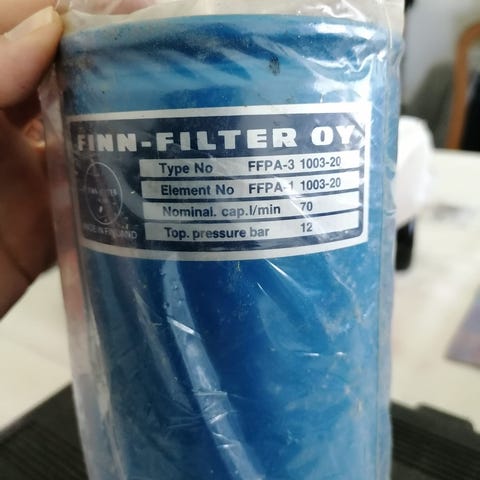 FINN-FILTER OY
Type No FFPA-3 1003-20
Element No FFPA-1 1003-20
Nominal. cap.l/min 70
Top. pressure bar 12
MADE IN FINLAND